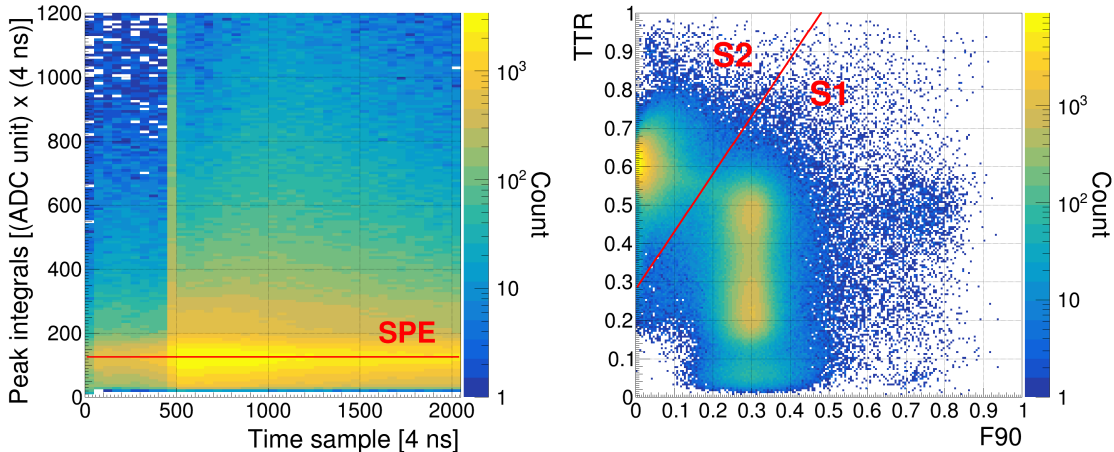 Peak integrals [(ADC unit) x (4 ns)]
1200
1000
800
600
400
200
0
0 500 1000 1500 2000
Time sample [4 ns]
SPE
10³
10²
10
1
Count
TTR
1
0.9
0.8
0.7
0.6
0.5
0.4
0.3
0.2
0.1
0
0 0.1 0.2 0.3 0.4 0.5 0.6 0.7 0.8 0.9 1
F90
S2
S1
10³
10²
10
1
Count